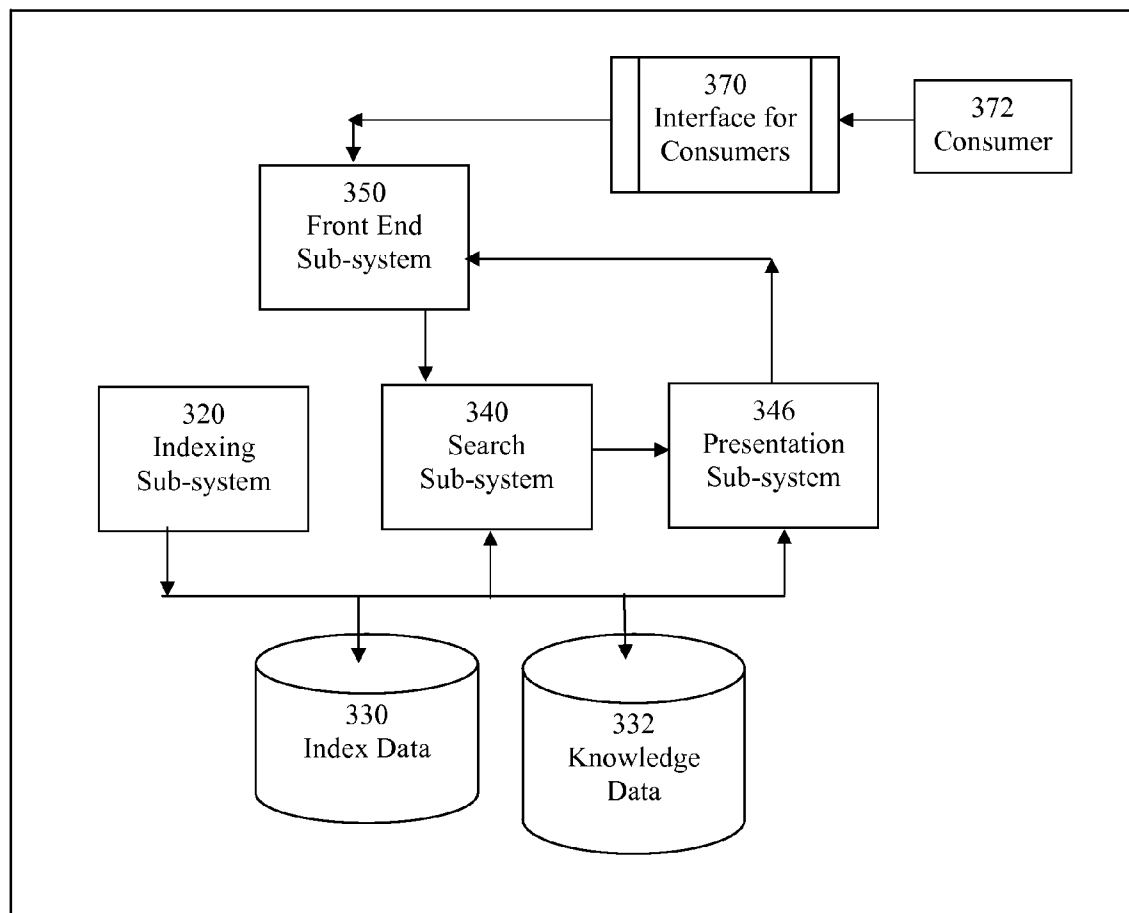 370
Interface for
Consumers
372
Consumer
350
Front End
Sub-system
320
Indexing
Sub-system
340
Search
Sub-system
346
Presentation
Sub-system
330
Index Data
332
Knowledge
Data